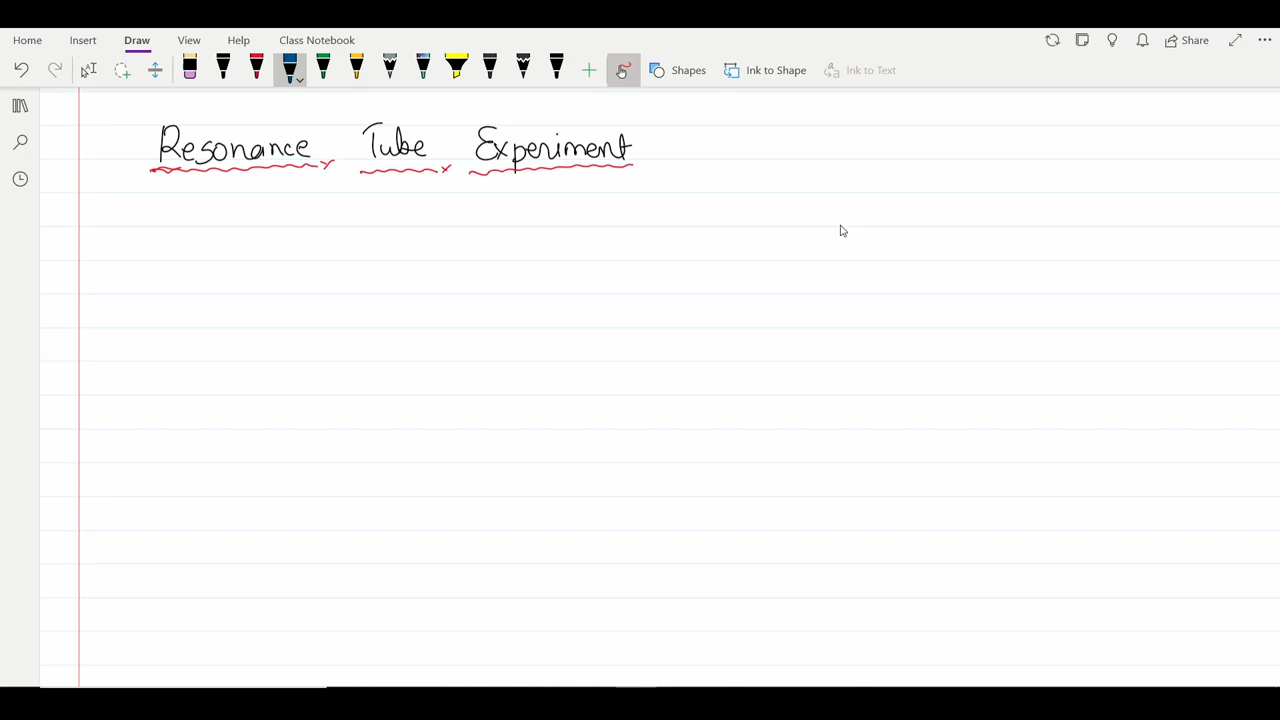 Home Insert Draw View Help Class Notebook Share
Shapes Ink to Shape Ink to Text
Resonance Tube Experiment